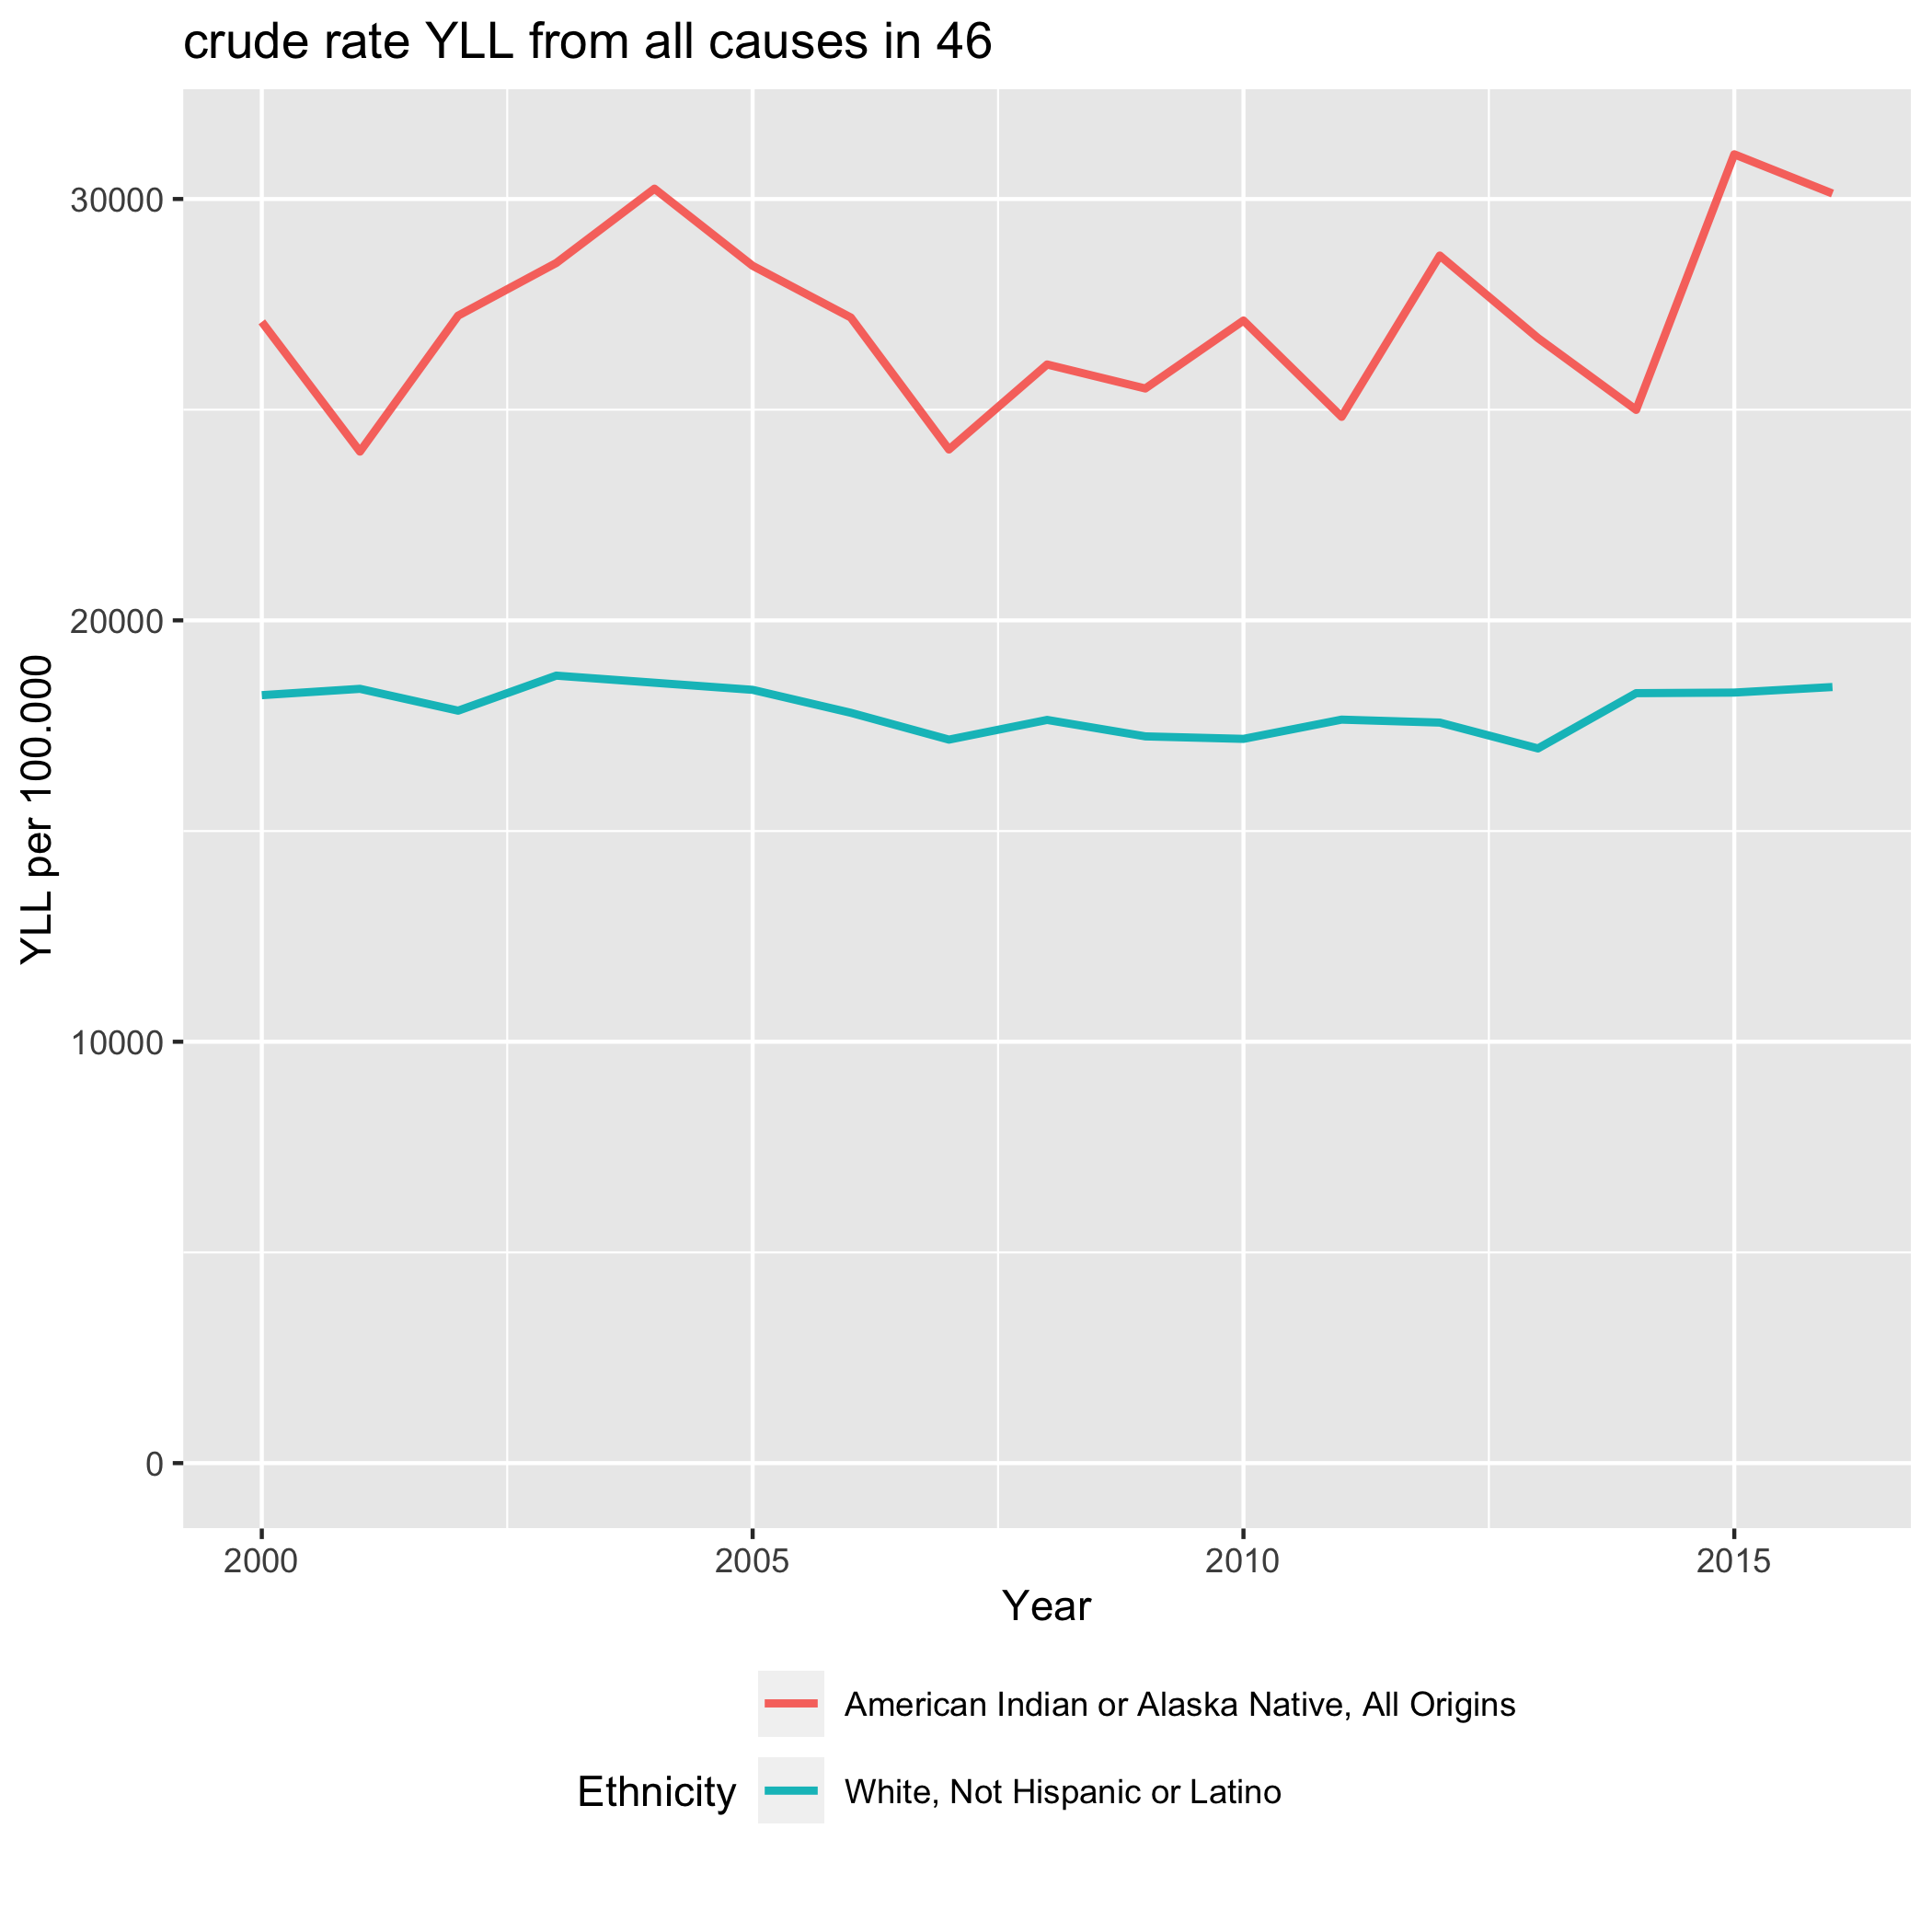 crude rate YLL from all causes in 46
YLL per 100.000
30000
20000
10000
0
2000 2005 2010 2015
Year
Ethnicity
American Indian or Alaska Native, All Origins
White, Not Hispanic or Latino